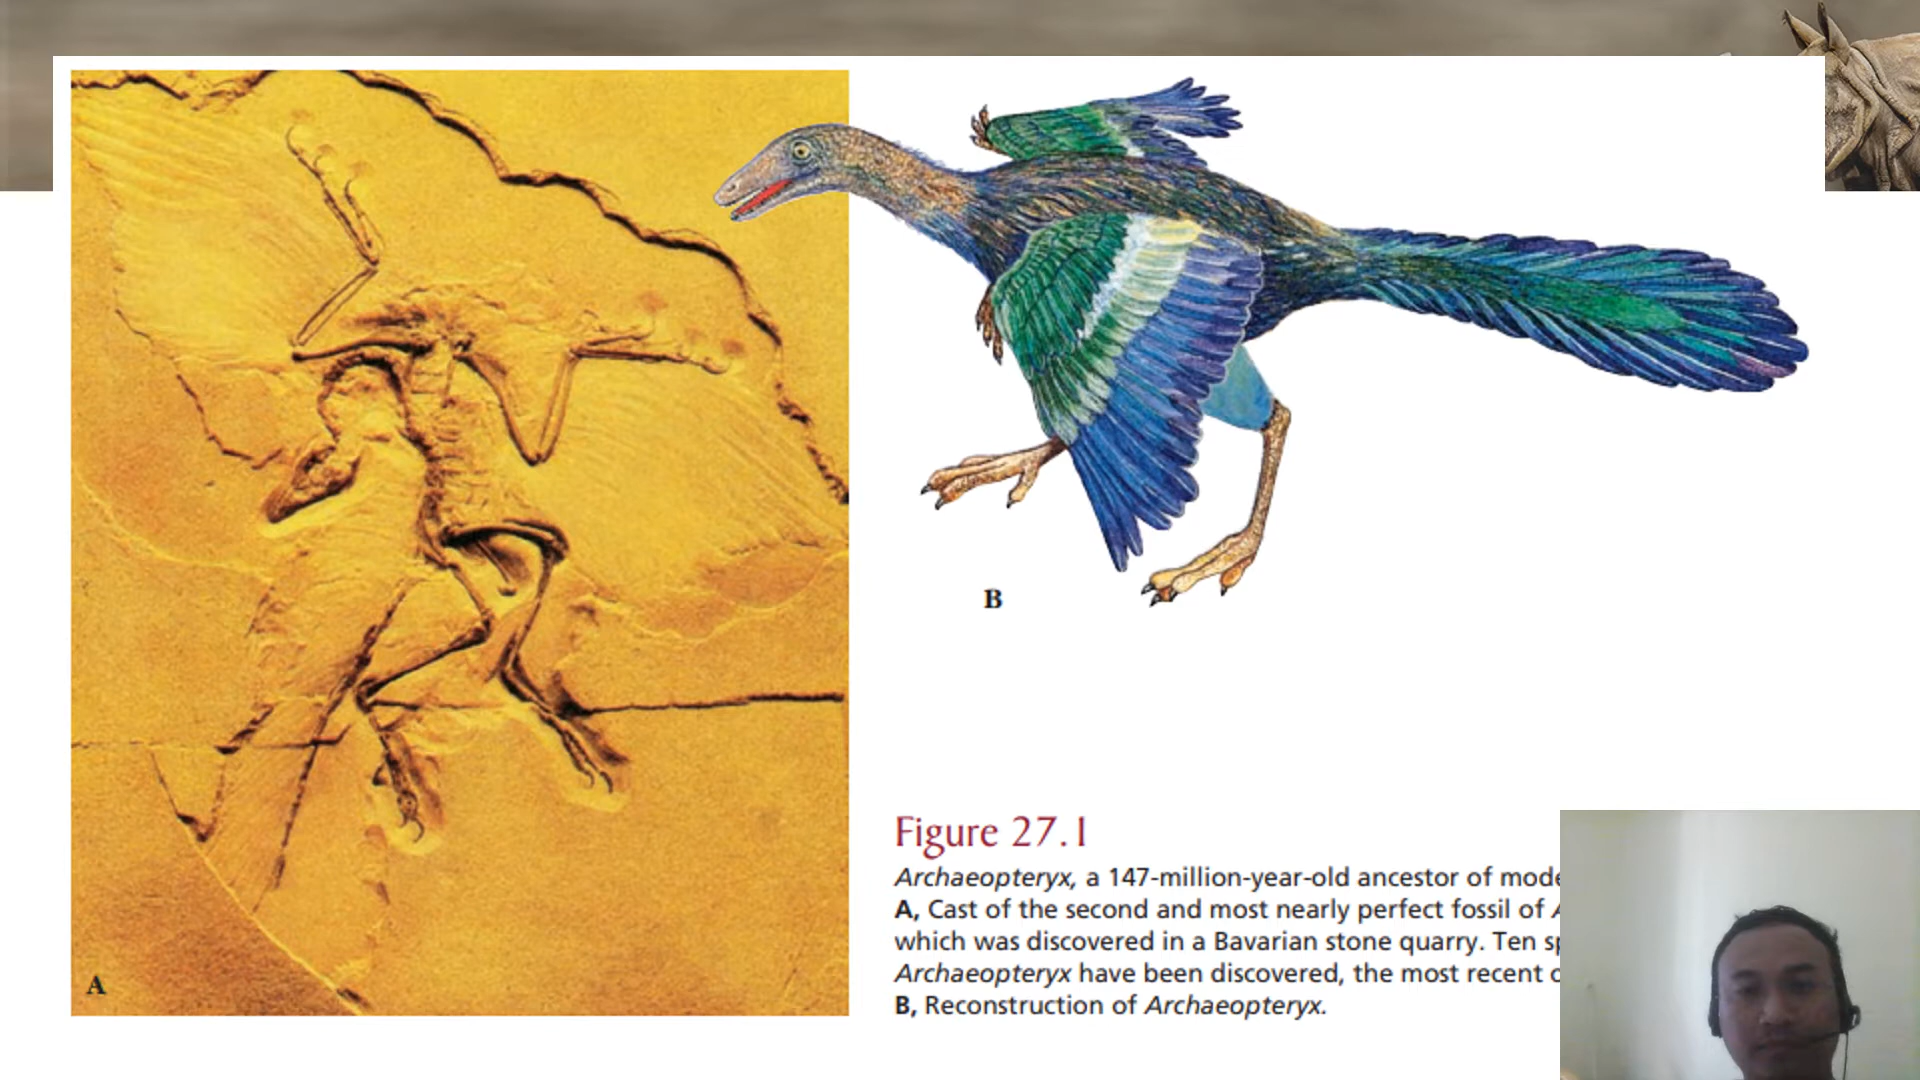 A
B
Figure 27.1
Archaeopteryx, a 147-million-year-old ancestor of
A, Cast of the second and most nearly perfect fossil of
which was discovered in a Bavarian stone quarry. Ten
Archaeopteryx have been discovered, the most recent
B, Reconstruction of Archaeopteryx.